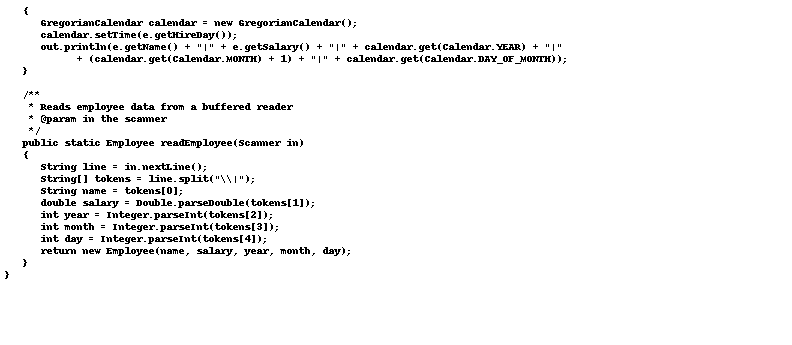 {
GregorianCalendar calendar = new GregorianCalendar();
calendar.setTime(e.getHireDay());
out.println(e.getName() + "|" + e.getSalary() + "|" + calendar.get(Calendar.YEAR) + "|"
+ (calendar.get(Calendar.MONTH) + 1) + "|" + calendar.get(Calendar.DAY_OF_MONTH));
}
/**
* Reads employee data from a buffered reader
* @param in the scanner
*/
public static Employee readEmployee(Scanner in)
{
String line = in.nextLine();
String[] tokens = line.split("\\|");
String name = tokens[0];
double salary = Double.parseDouble(tokens[1]);
int year = Integer.parseInt(tokens[2]);
int month = Integer.parseInt(tokens[3]);
int day = Integer.parseInt(tokens[4]);
return new Employee(name, salary, year, month, day);
}
}